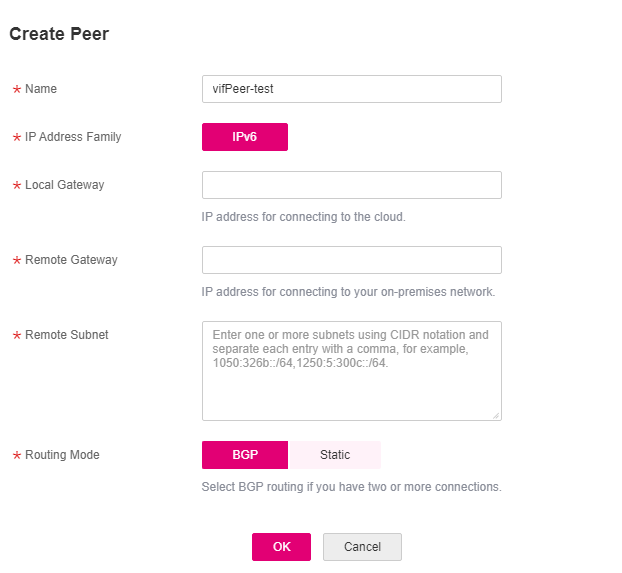 Create Peer
* Name
vifPeer-test
* IP Address Family
IPv6
* Local Gateway
IP address for connecting to the cloud.
* Remote Gateway
IP address for connecting to your on-premises network.
* Remote Subnet
Enter one or more subnets using CIDR notation and
separate each entry with a comma, for example,
1050:326b::/64,1250:5:300c::/64.
* Routing Mode
BGP
Static
Select BGP routing if you have two or more connections.
OK
Cancel